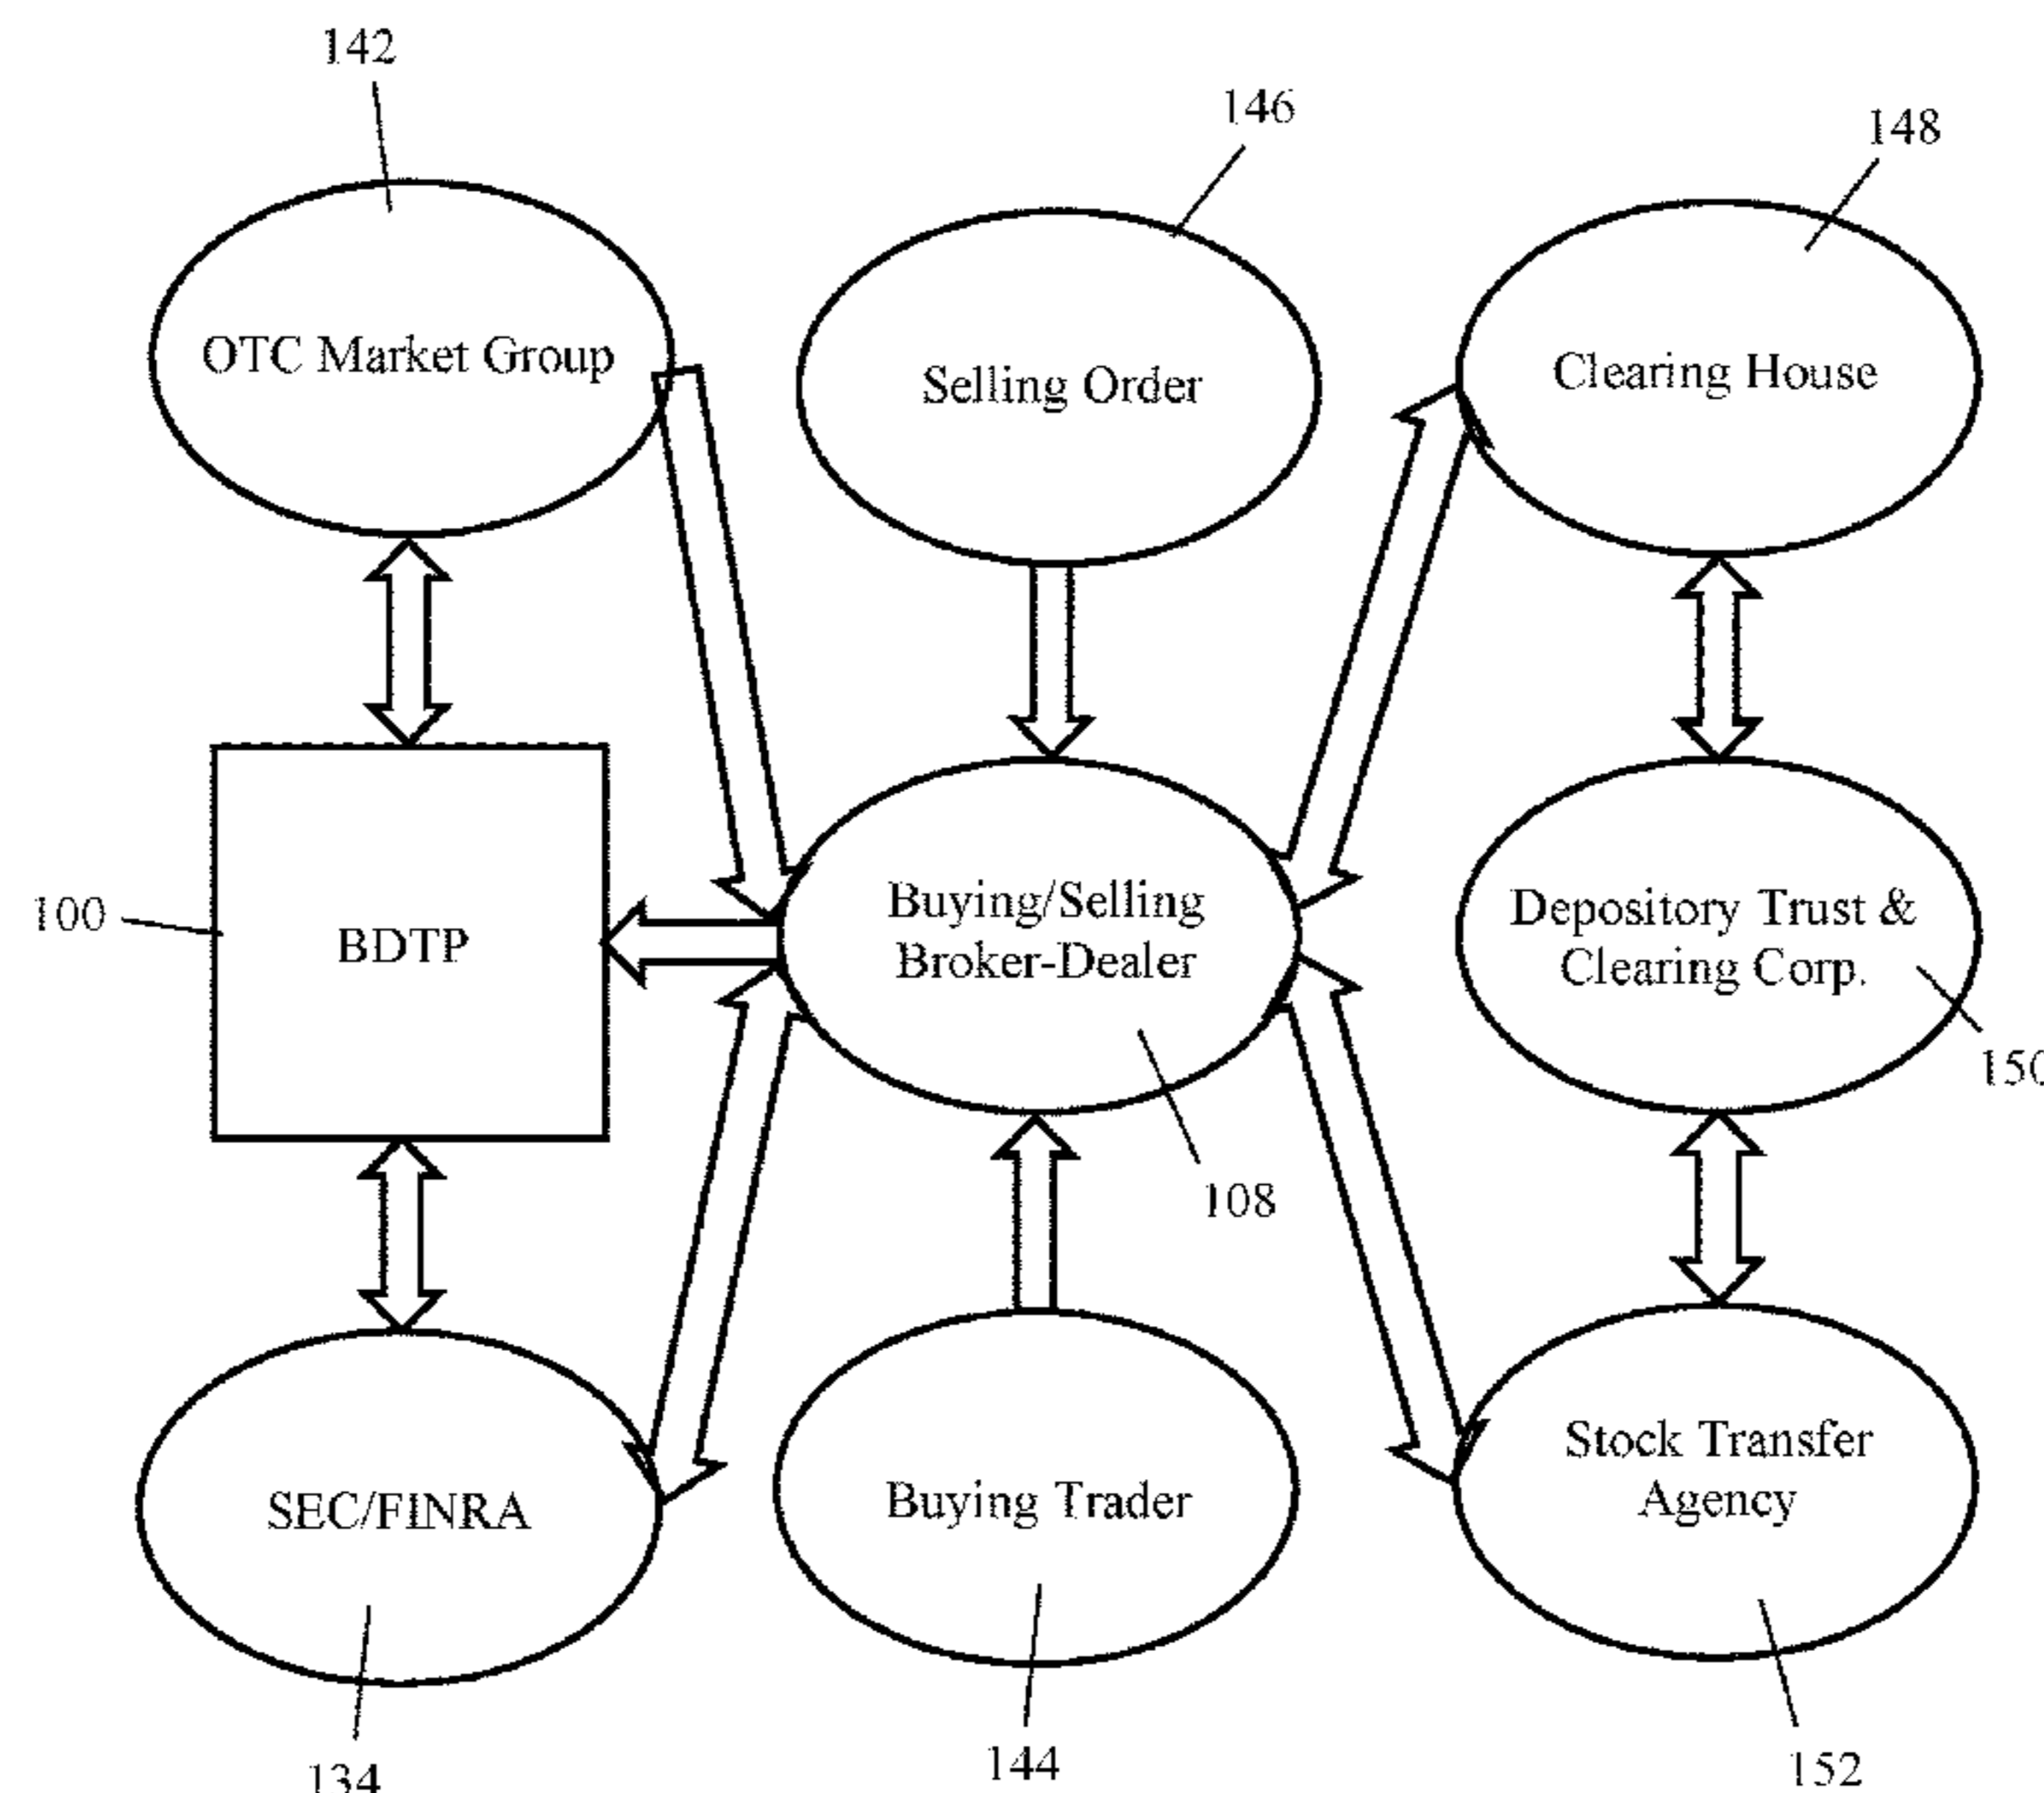 142
146
148
OTC Market Group
Selling Order
Clearing House
100
BDTP
Buying/Selling
Broker-Dealer
Depository Trust &
Clearing Corp.
150
108
SEC/FINRA
Buying Trader
Stock Transfer
Agency
134
144
152